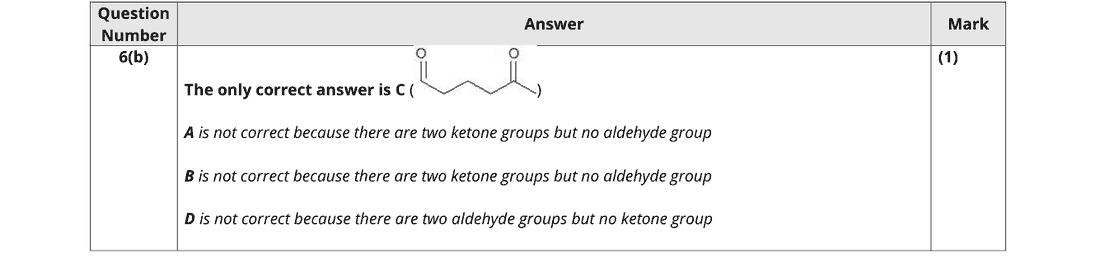 Question Number
Answer
Mark
6(b)
(1)
O O
The only correct answer is C ( )
A is not correct because there are two ketone groups but no aldehyde group
B is not correct because there are two ketone groups but no aldehyde group
D is not correct because there are two aldehyde groups but no ketone group